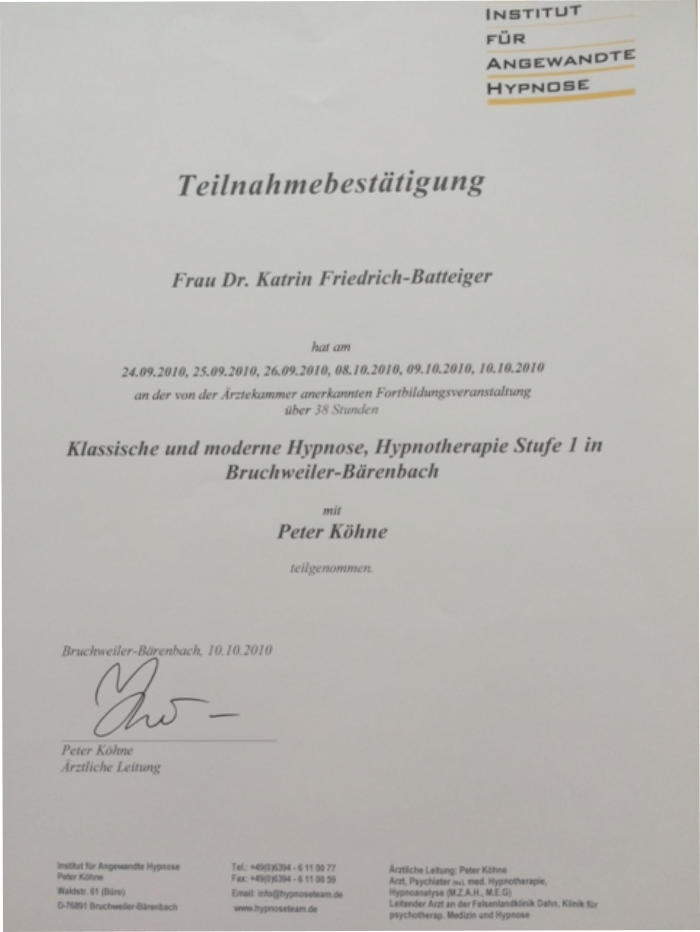 INSTITUT
FÜR
ANGEWANDTE
HYPNOSE
Teilnahmebestätigung
Frau Dr. Katrin Friedrich-Batteiger
hat am
24.09.2010, 25.09.2010, 26.09.2010, 08.10.2010, 09.10.2010, 10.10.2010
an der von der Ärztekammer anerkannten Fortbildungsveranstaltung
über 38 Stunden
Klassische und moderne Hypnose, Hypnotherapie Stufe 1 in
Bruchweiler-Bärenbach
mit
Peter Köhne
teilgenommen.
Bruchweiler-Bärenbach, 10.10.2010
Peter Köhne
Ärztliche Leitung
Institut für Angewandte Hypnose
Peter Köhne
Waldstr. 61 (Büro)
D-76891 Bruchweiler-Bärenbach
Tel.: +49(0)6394 - 6 11 00 77
Fax: +49(0)6394 - 6 11 00 59
Email: info@hypnoseteam.de
www.hypnoseteam.de
Ärztliche Leitung: Peter Köhne
Arzt, Psychiater med. Hypnotherapie,
Hypnoanalyse (M.Z.A.H., M.E.G)
Leitender Arzt an der Felsenlandklinik Dahn, Klinik für
psychotherap. Medizin und Hypnose